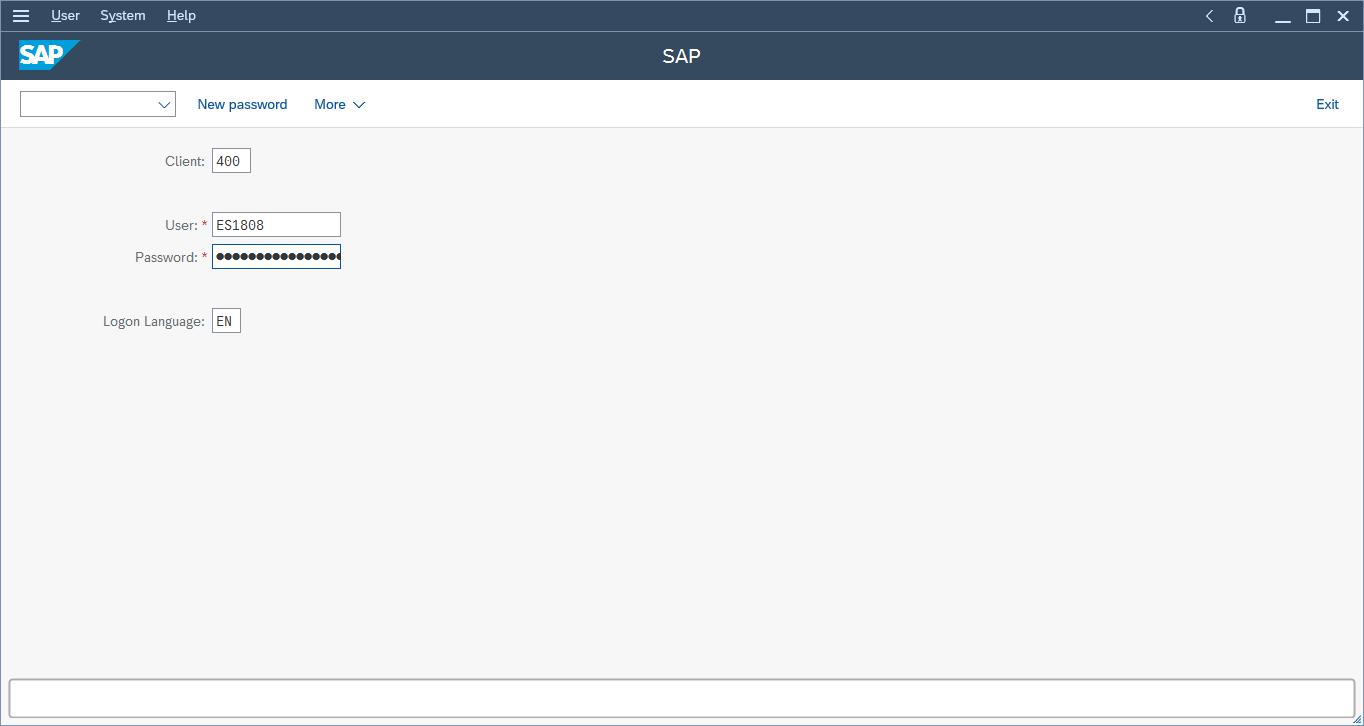 User System Help
SAP SAP
New password More Exit
Client: 400
User: * ES1808
Password: * ●●●●●●●●●●●●●●●●
Logon Language: EN